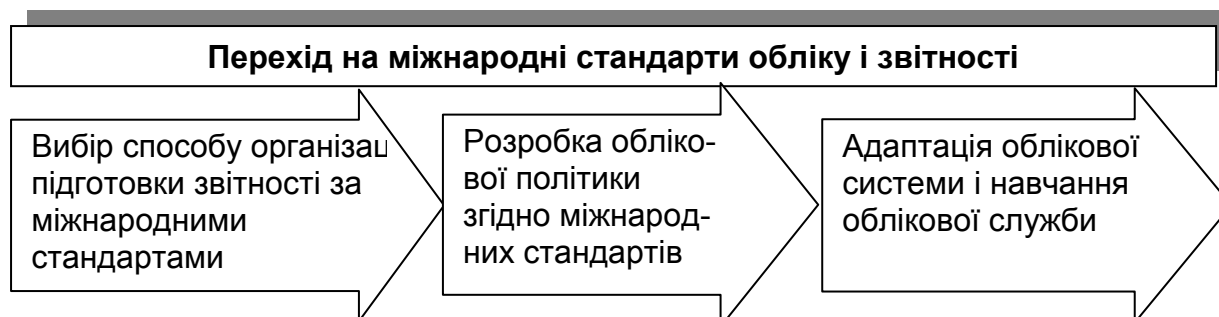 Перехід на міжнародні стандарти обліку і звітності
Вибір способу організац
підготовки звітності за
міжнародними
стандартами
Розробка обліко-
вої політики
згідно міжнарод-
них стандартів
Адаптація облікової
системи і навчання
облікової служби